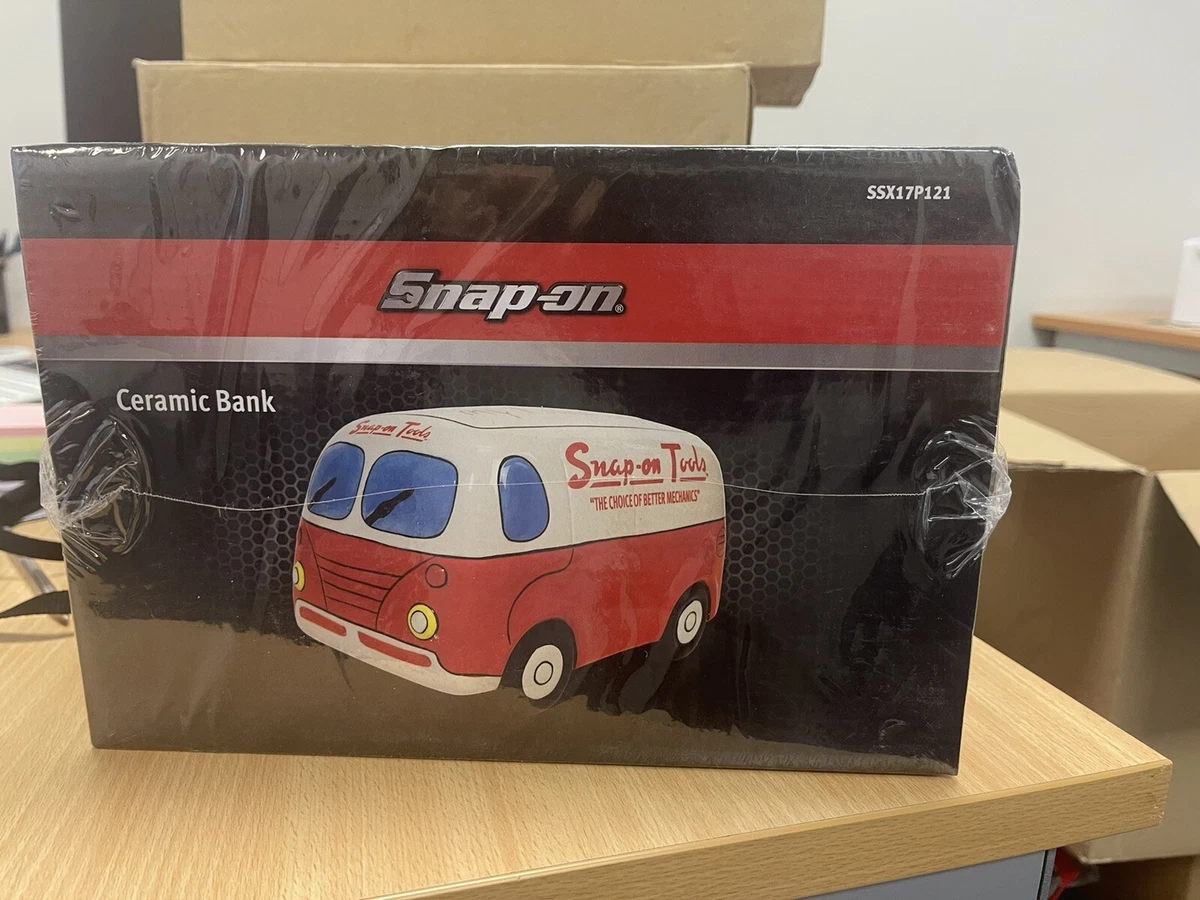 SSX17P121
Snap-on®
Ceramic Bank
Snap-on Tools
Snap-on Tools
"THE CHOICE OF BETTER MECHANICS"